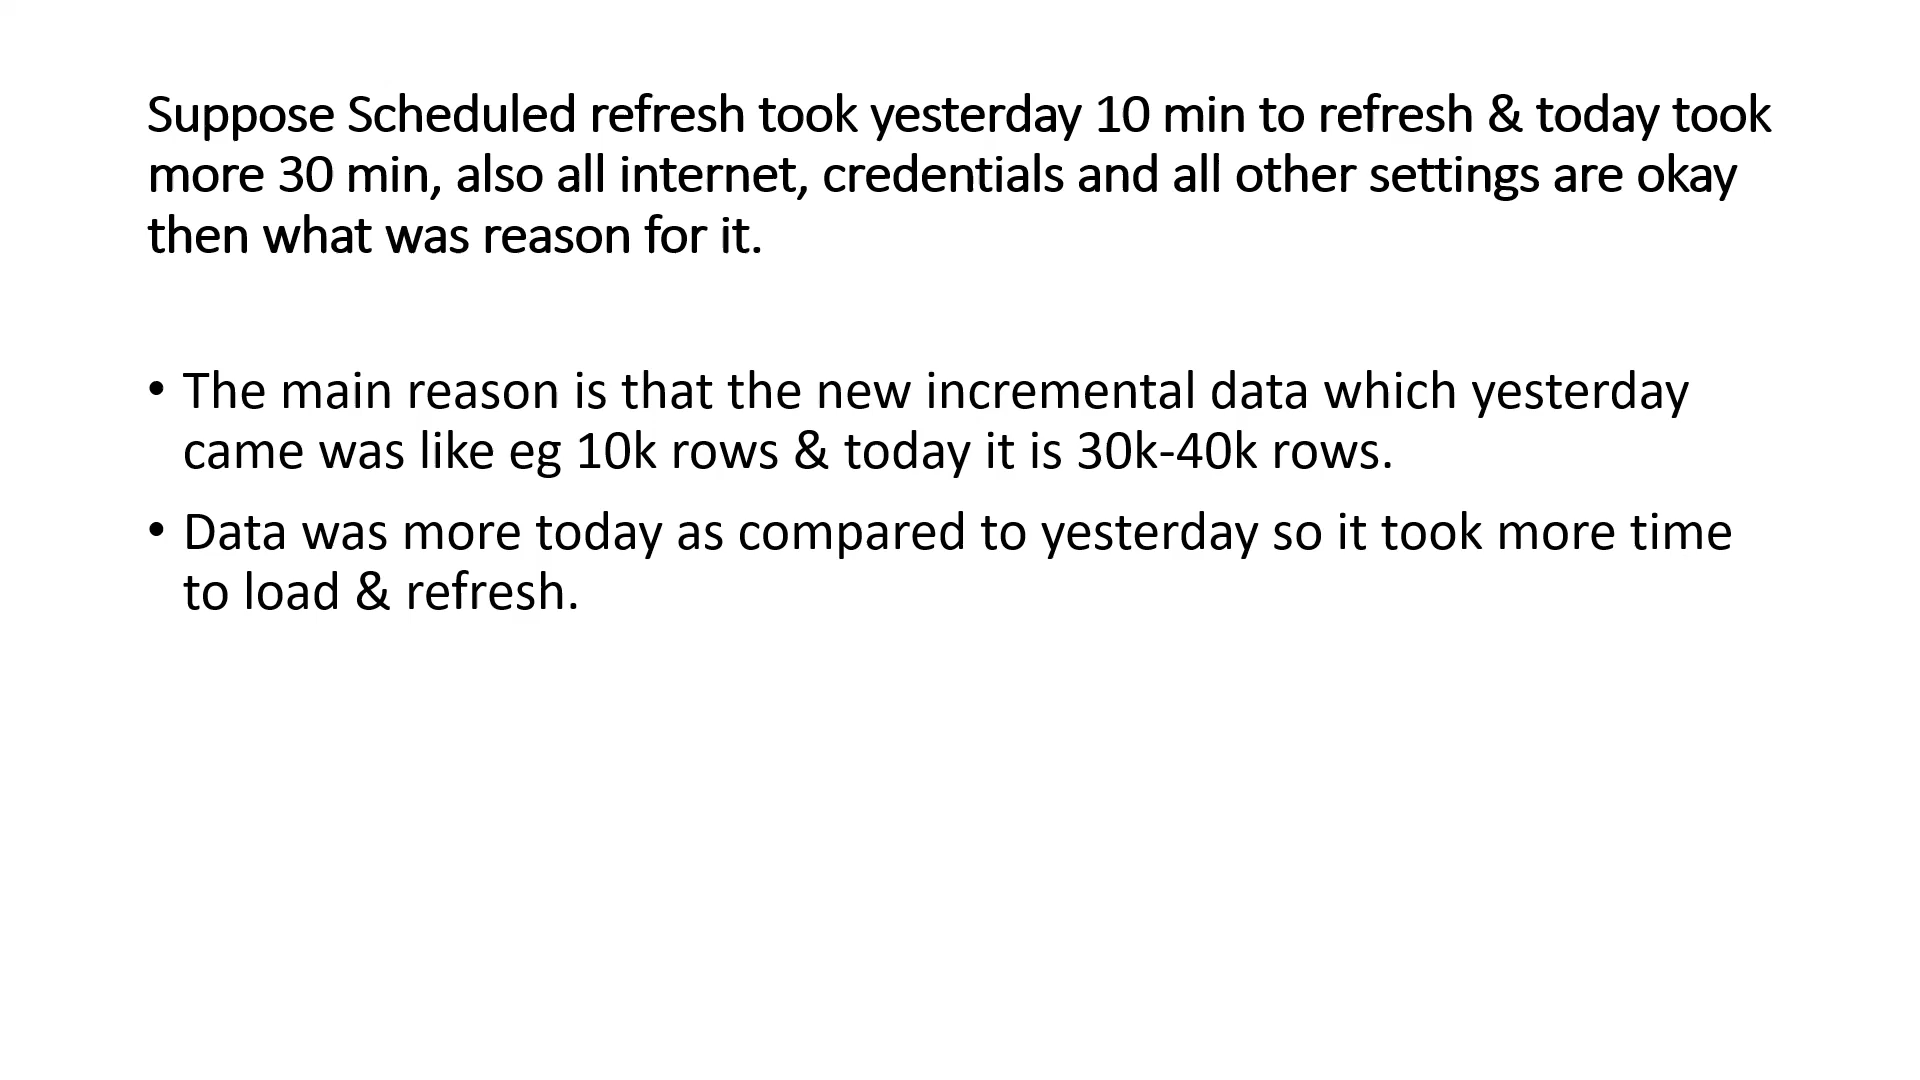 Suppose Scheduled refresh took yesterday 10 min to refresh & today took
more 30 min, also all internet, credentials and all other settings are okay
then what was reason for it.
• The main reason is that the new incremental data which yesterday
came was like eg 10k rows & today it is 30k-40k rows.
• Data was more today as compared to yesterday so it took more time
to load & refresh.